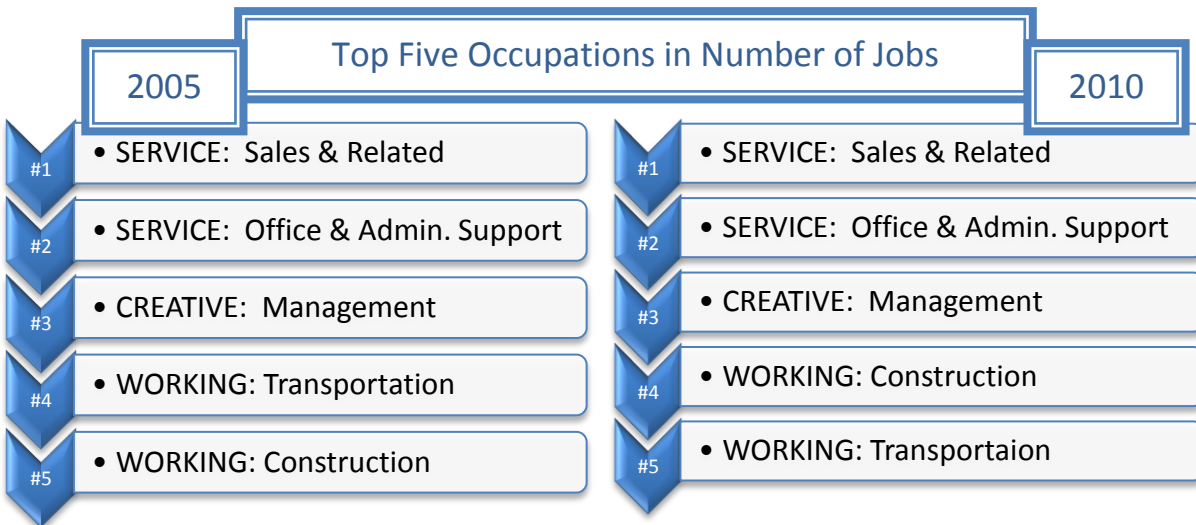 Top Five Occupations in Number of Jobs
2005
#1 • SERVICE: Sales & Related
#2 • SERVICE: Office & Admin. Support
#3 • CREATIVE: Management
#4 • WORKING: Transportation
#5 • WORKING: Construction
2010
#1 • SERVICE: Sales & Related
#2 • SERVICE: Office & Admin. Support
#3 • CREATIVE: Management
#4 • WORKING: Construction
#5 • WORKING: Transportaion